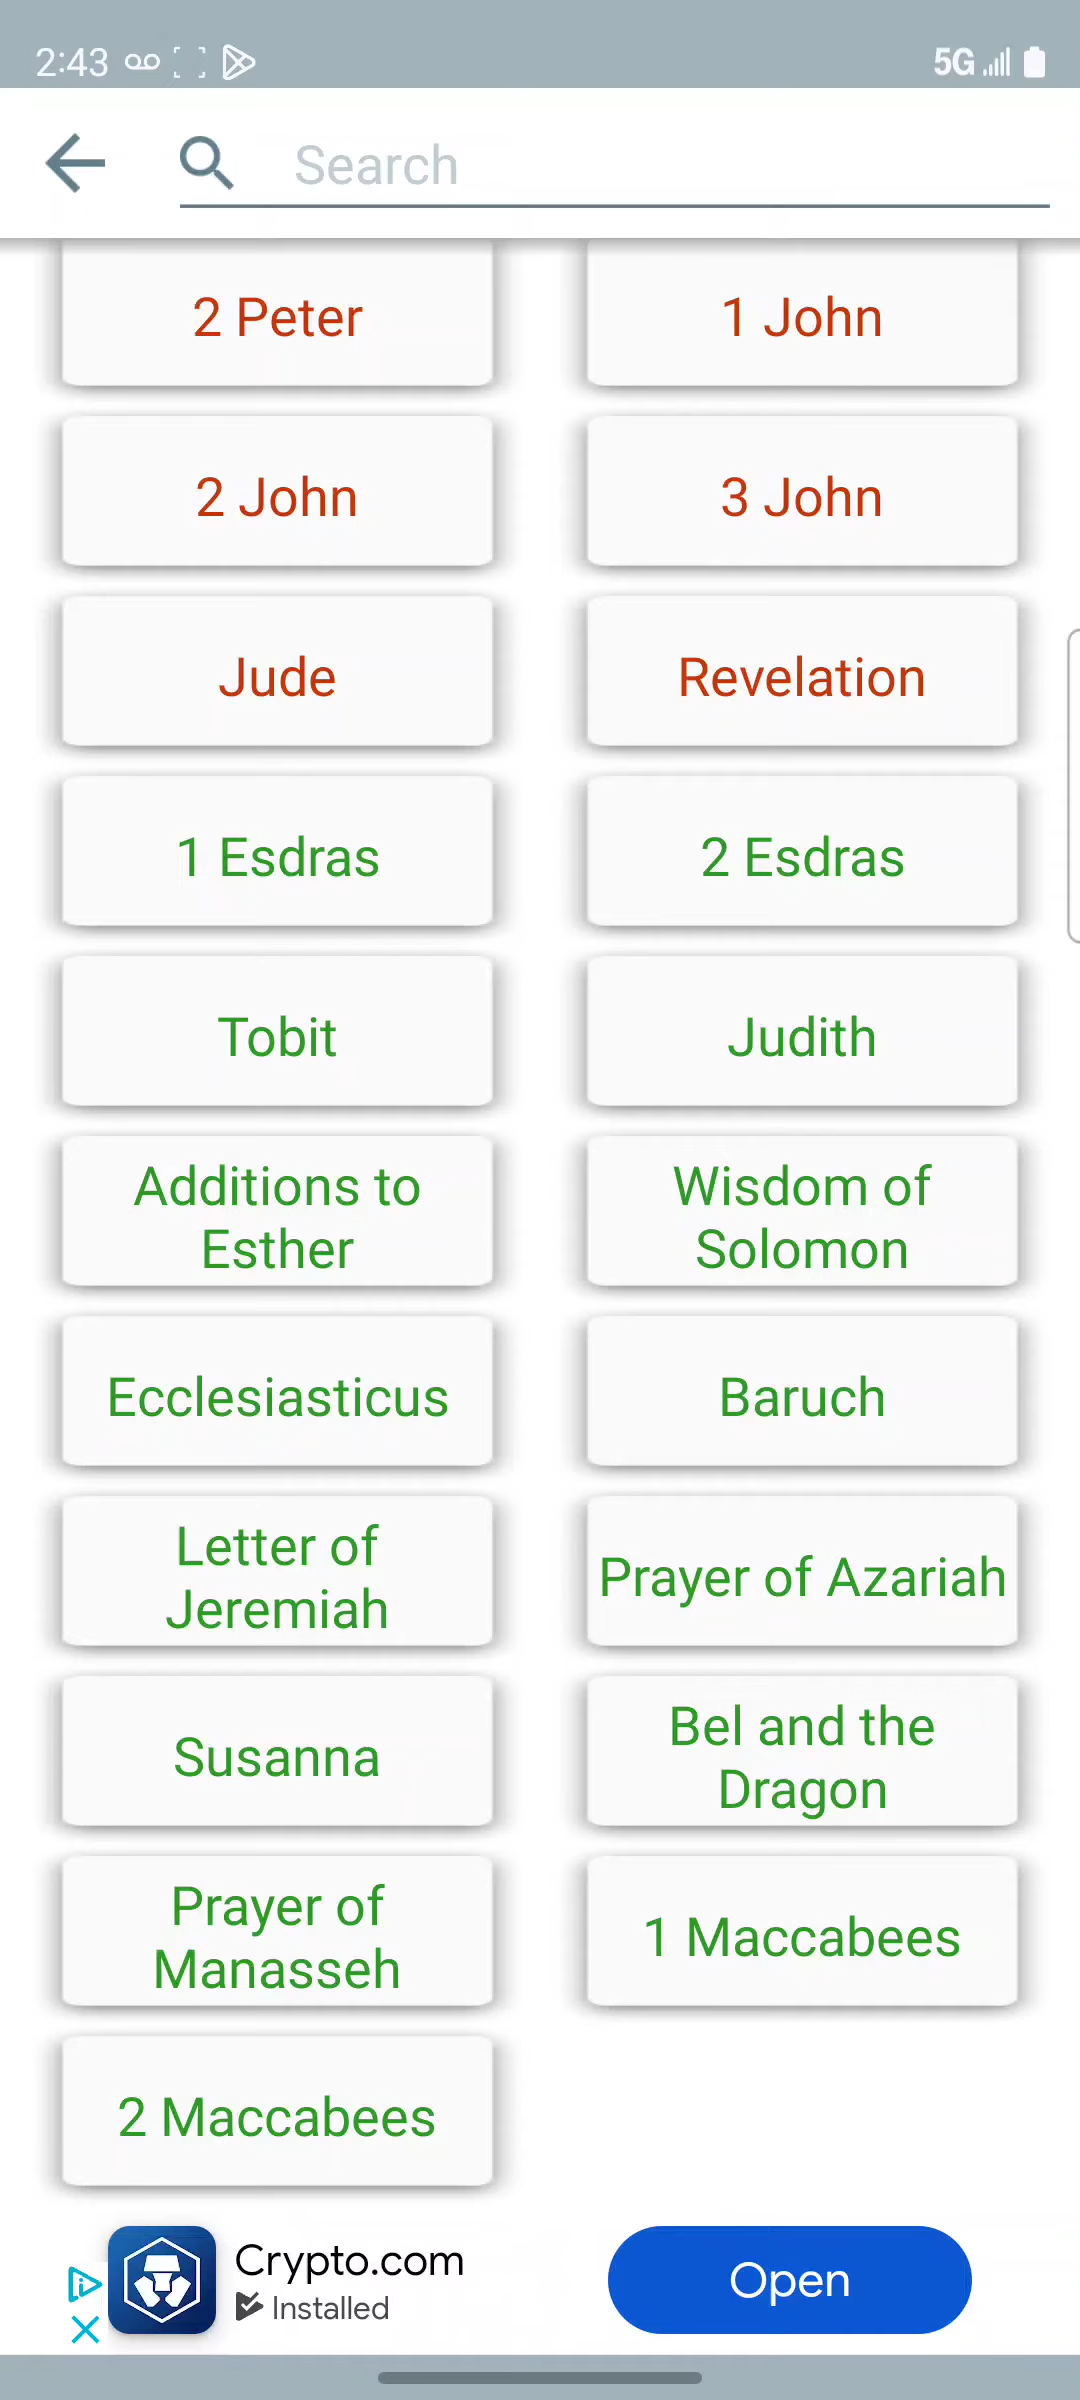 2:43
5G
Search
2 Peter
1 John
2 John
3 John
Jude
Revelation
1 Esdras
2 Esdras
Tobit
Judith
Additions to
Esther
Wisdom of
Solomon
Ecclesiasticus
Baruch
Letter of
Jeremiah
Prayer of Azariah
Susanna
Bel and the
Dragon
Prayer of
Manasseh
1 Maccabees
2 Maccabees
Crypto.com
Installed
Open